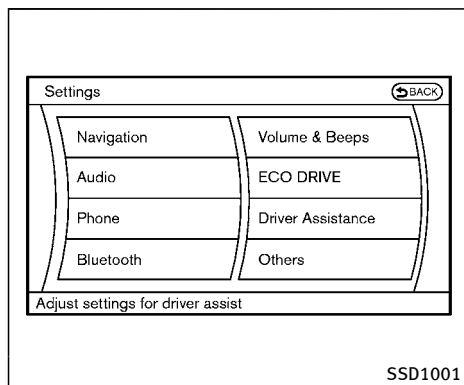 Settings
BACK
Navigation
Volume & Beeps
Audio
ECO DRIVE
Phone
Driver Assistance
Bluetooth
Others
Adjust settings for driver assist
SSD1001